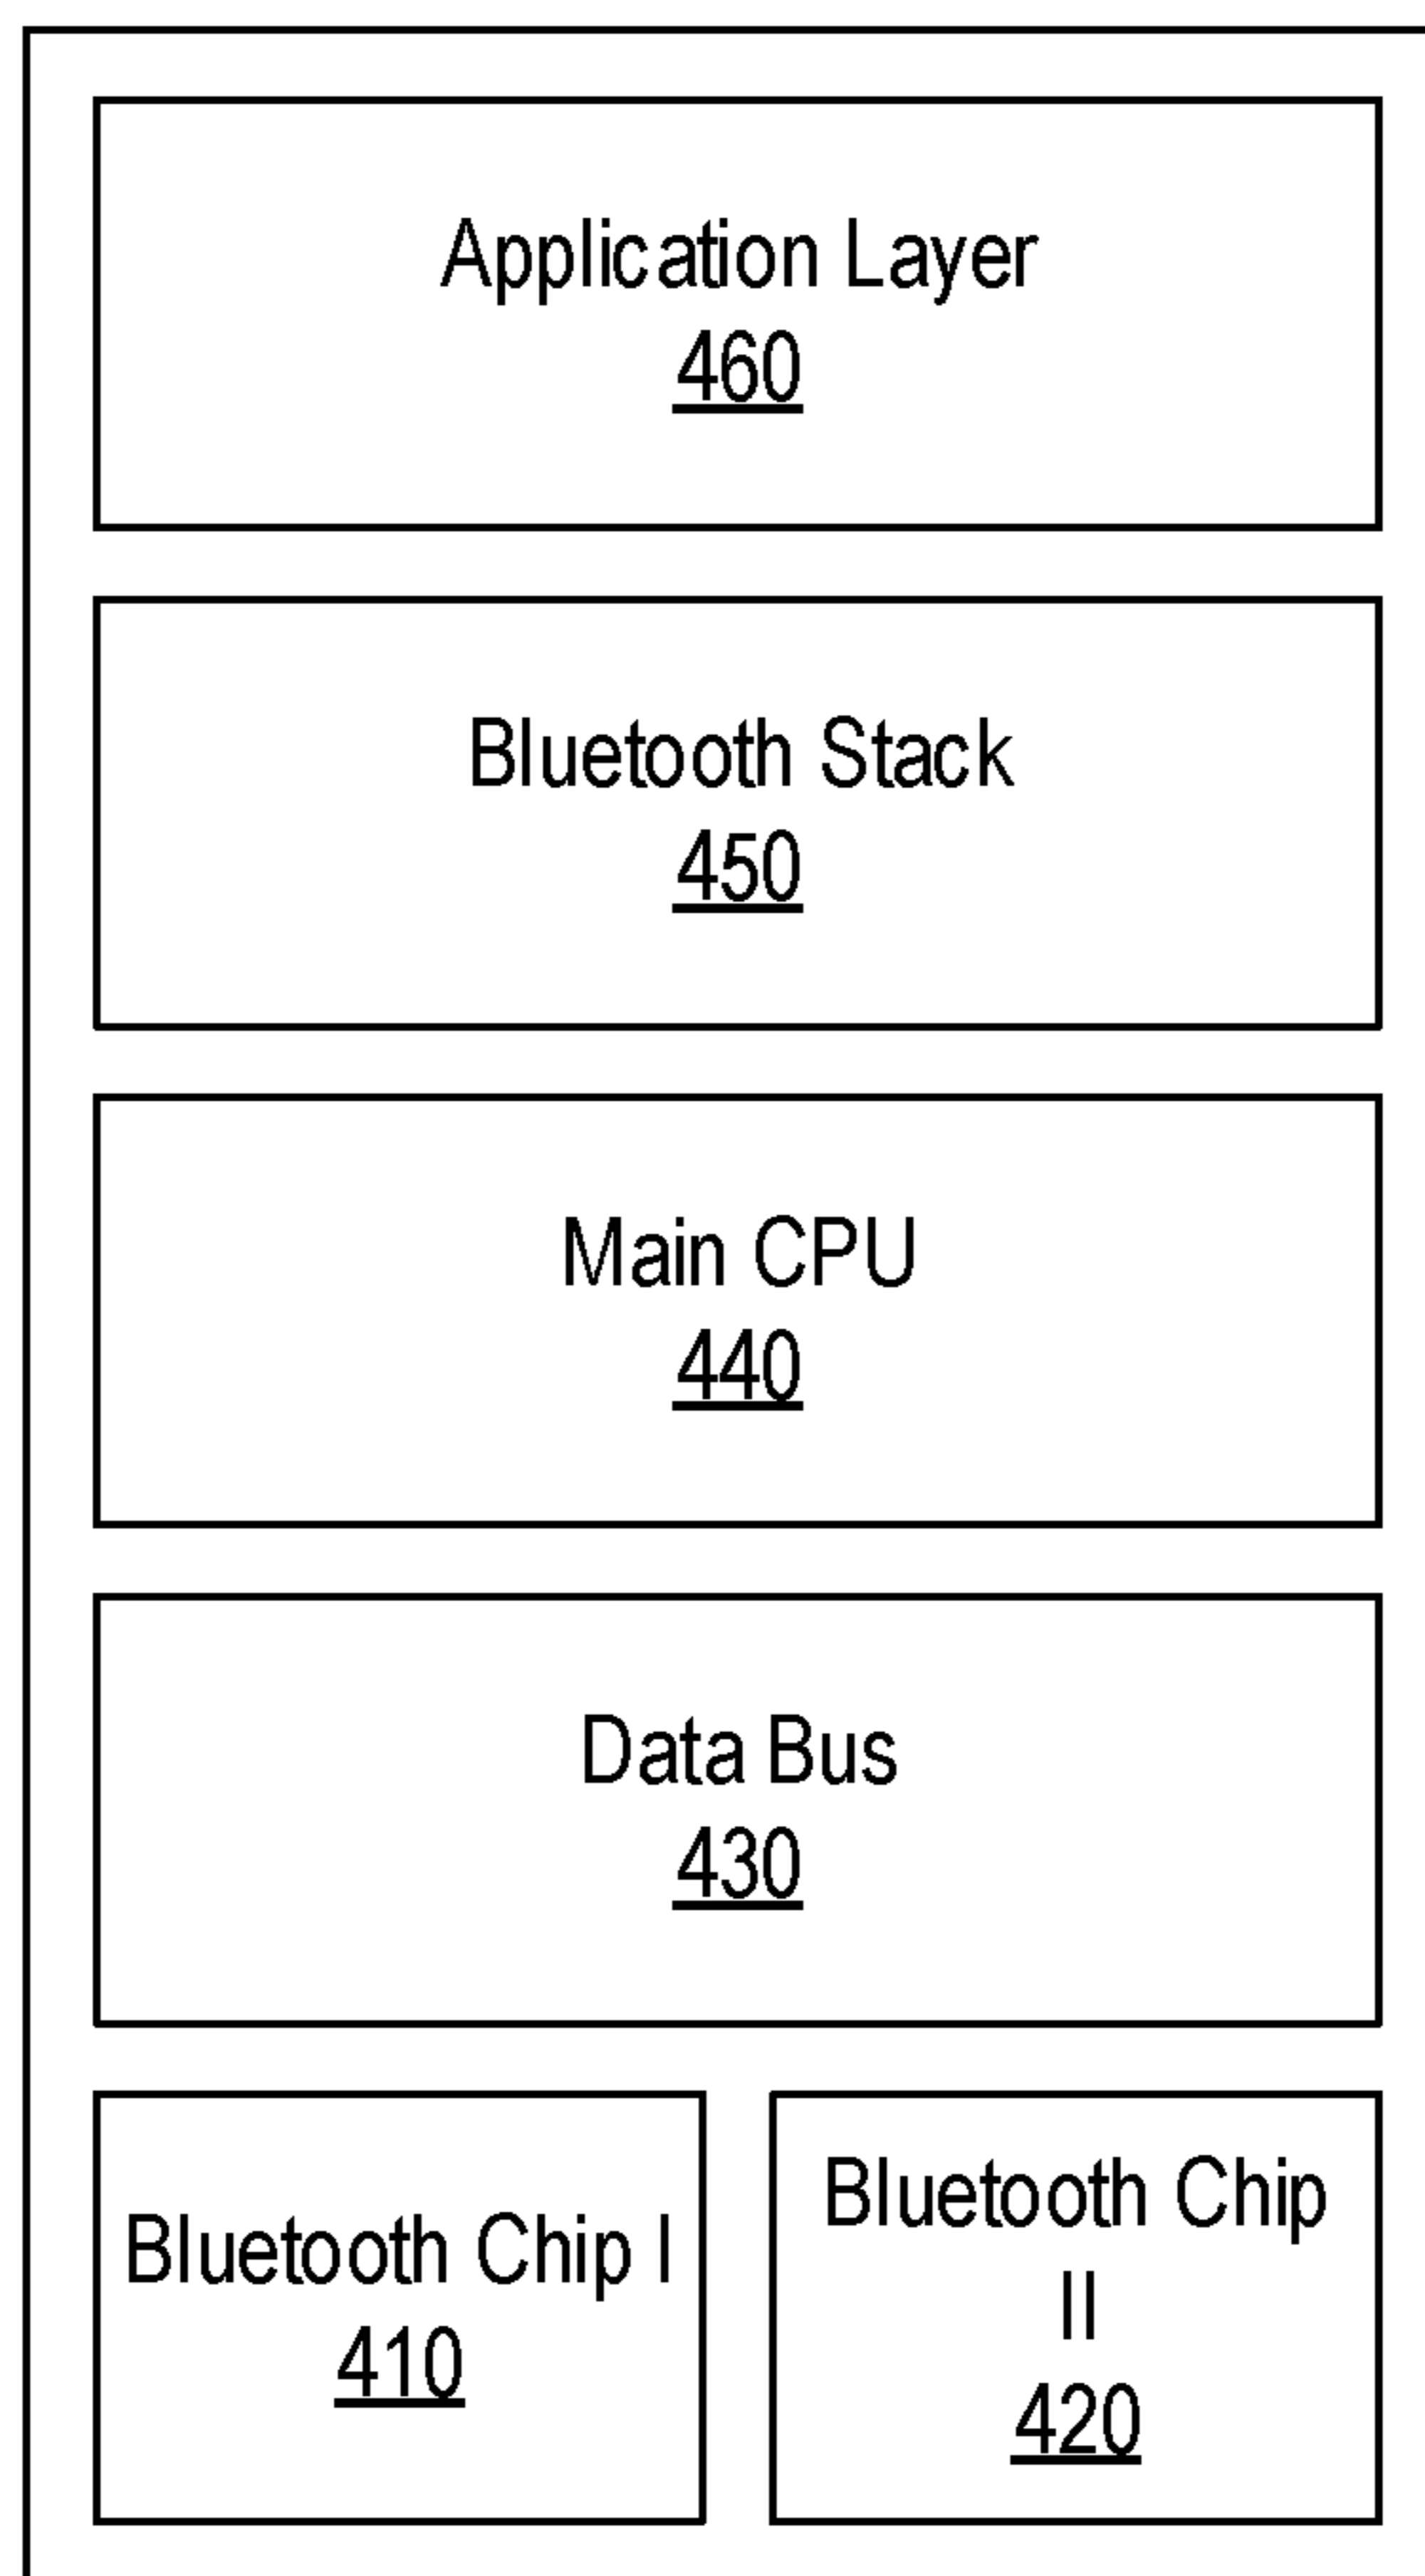 Application Layer
460
Bluetooth Stack
450
Main CPU
440
Data Bus
430
Bluetooth Chip I
410
Bluetooth Chip
II
420